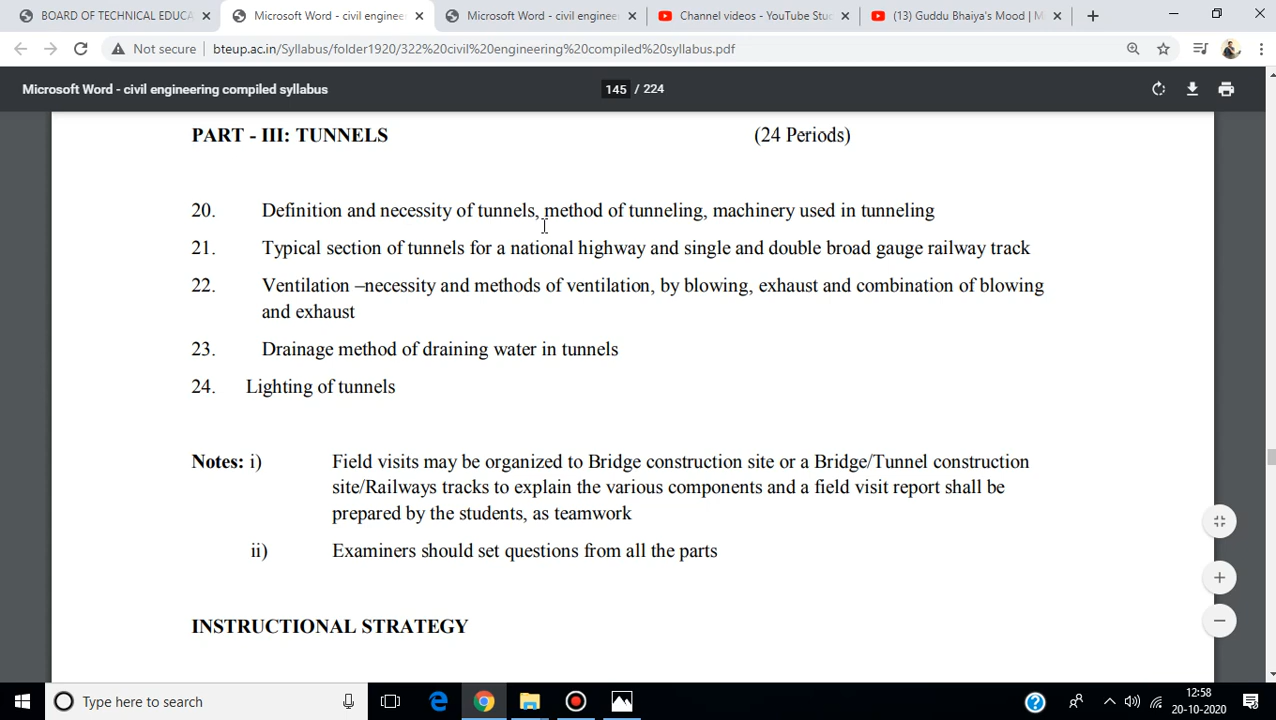 BOARD OF TECHNICAL EDUCA
Microsoft Word - civil enginee
Microsoft Word - civil enginee
Channel videos - YouTube Stu
(13) Guddu Bhaiya's Mood | M
Not secure
bteup.ac.in/Syllabus/folder1920/322%20civil%20engineering%20compiled%20syllabus.pdf
Microsoft Word - civil engineering compiled syllabus
145 / 224
PART - III: TUNNELS (24 Periods)
20. Definition and necessity of tunnels, method of tunneling, machinery used in tunneling
21. Typical section of tunnels for a national highway and single and double broad gauge railway track
22. Ventilation –necessity and methods of ventilation, by blowing, exhaust and combination of blowing
and exhaust
23. Drainage method of draining water in tunnels
24. Lighting of tunnels
Notes: i) Field visits may be organized to Bridge construction site or a Bridge/Tunnel construction
site/Railways tracks to explain the various components and a field visit report shall be
prepared by the students, as teamwork
ii) Examiners should set questions from all the parts
INSTRUCTIONAL STRATEGY
Type here to search
12:58
20-10-2020